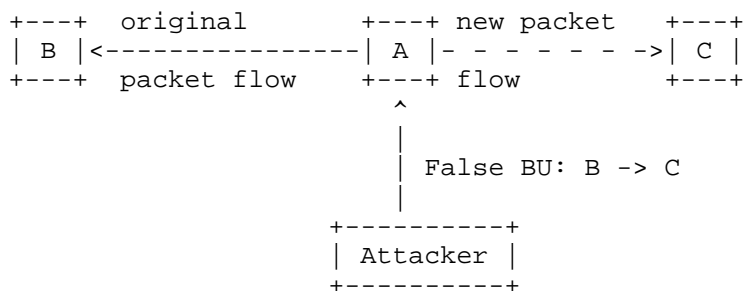 +---+  original         +---+ new packet   +---+
| B |<----------------| A |- - - - - - ->| C |
+---+  packet flow      +---+ flow         +---+
                          ^
                          |
                          | False BU: B -> C
                          |
                    +----------+
                    | Attacker |
                    +----------+